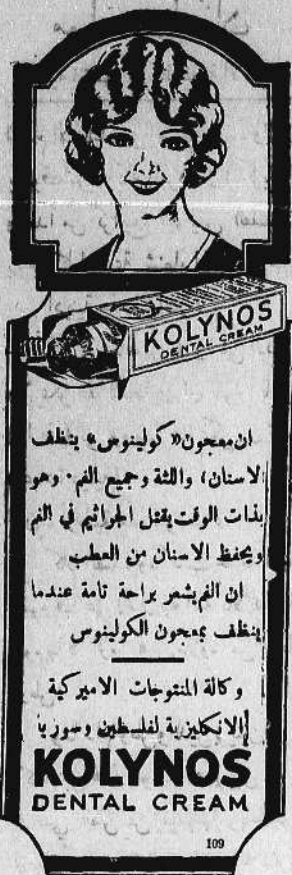 KOLYNOS
DENTAL CREAM
ان معجون «كولينوس» ينظف
الاسنان، واللثة وجميع الفم. وهو
بذات الوقت يقتل الجراثيم في الفم
ويحفظ الاسنان من العطب
ان الفم يشعر براحة تامة عندما
ينظف بمعجون الكولينوس
وكالة المنتوجات الاميركية
الانكليزية لفلسطين وسوريا
KOLYNOS
DENTAL CREAM
109